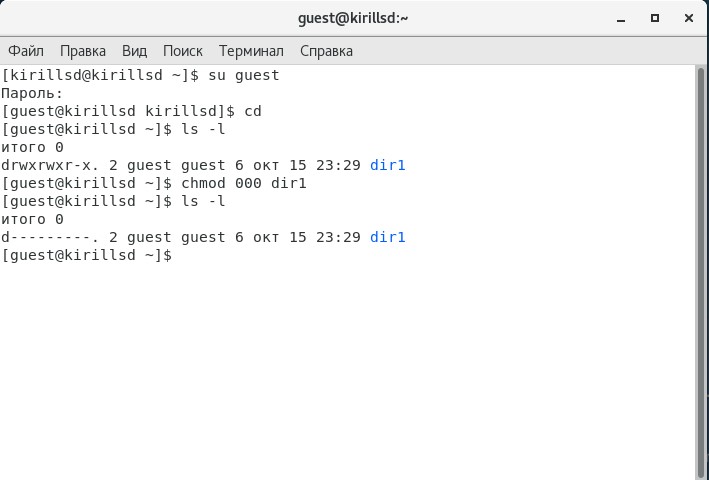 guest@kirillsd:~
Файл Правка Вид Поиск Терминал Справка
[kirillsd@kirillsd ~]$ su guest
Пароль:
[guest@kirillsd kirillsd]$ cd
[guest@kirillsd ~]$ ls -l
итого 0
drwxrwxr-x. 2 guest guest 6 окт 15 23:29 dir1
[guest@kirillsd ~]$ chmod 000 dir1
[guest@kirillsd ~]$ ls -l
итого 0
d---------. 2 guest guest 6 окт 15 23:29 dir1
[guest@kirillsd ~]$